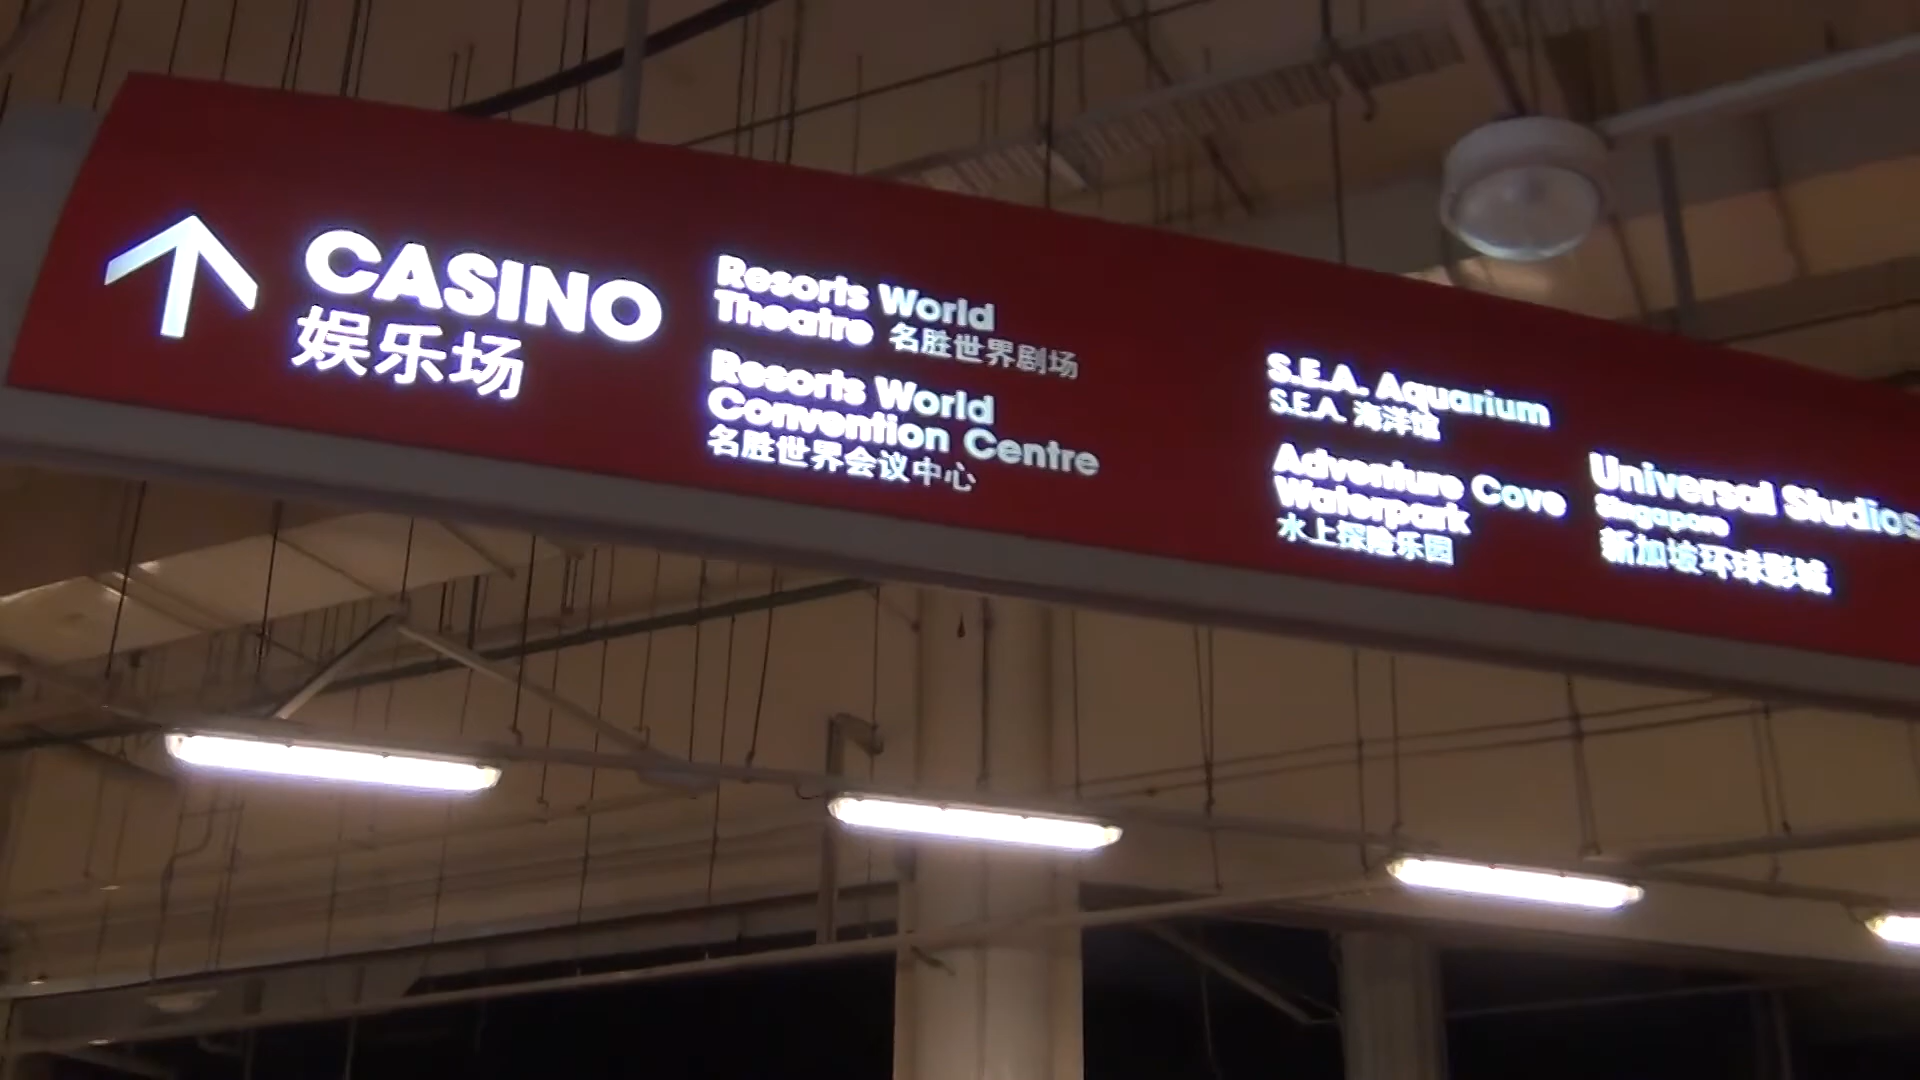 CASINO
娱乐场
Resorts World
Theatre 名胜世界剧场
Resorts World
Convention Centre
名胜世界会议中心
S.E.A. Aquarium
S.E.A. 海洋馆
Adventure Cove
Waterpark
水上探险乐园
Universal Studios
Singapore
新加坡环球影城